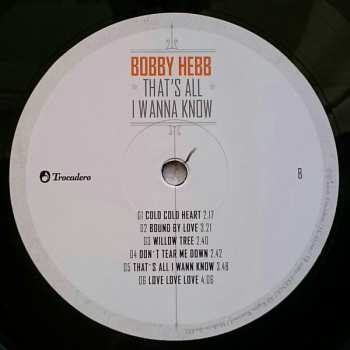 BOBBY HEBB
THAT'S ALL
I WANNA KNOW
Trocadero
B
01 COLD COLD HEART 2.17
02 BOUND BY LOVE 3.21
03 WILLOW TREE 2.40
04 DON'T TEAR ME DOWN 2.42
05 THAT'S ALL I WANN KNOW 3.48
06 LOVE LOVE LOVE 4.06